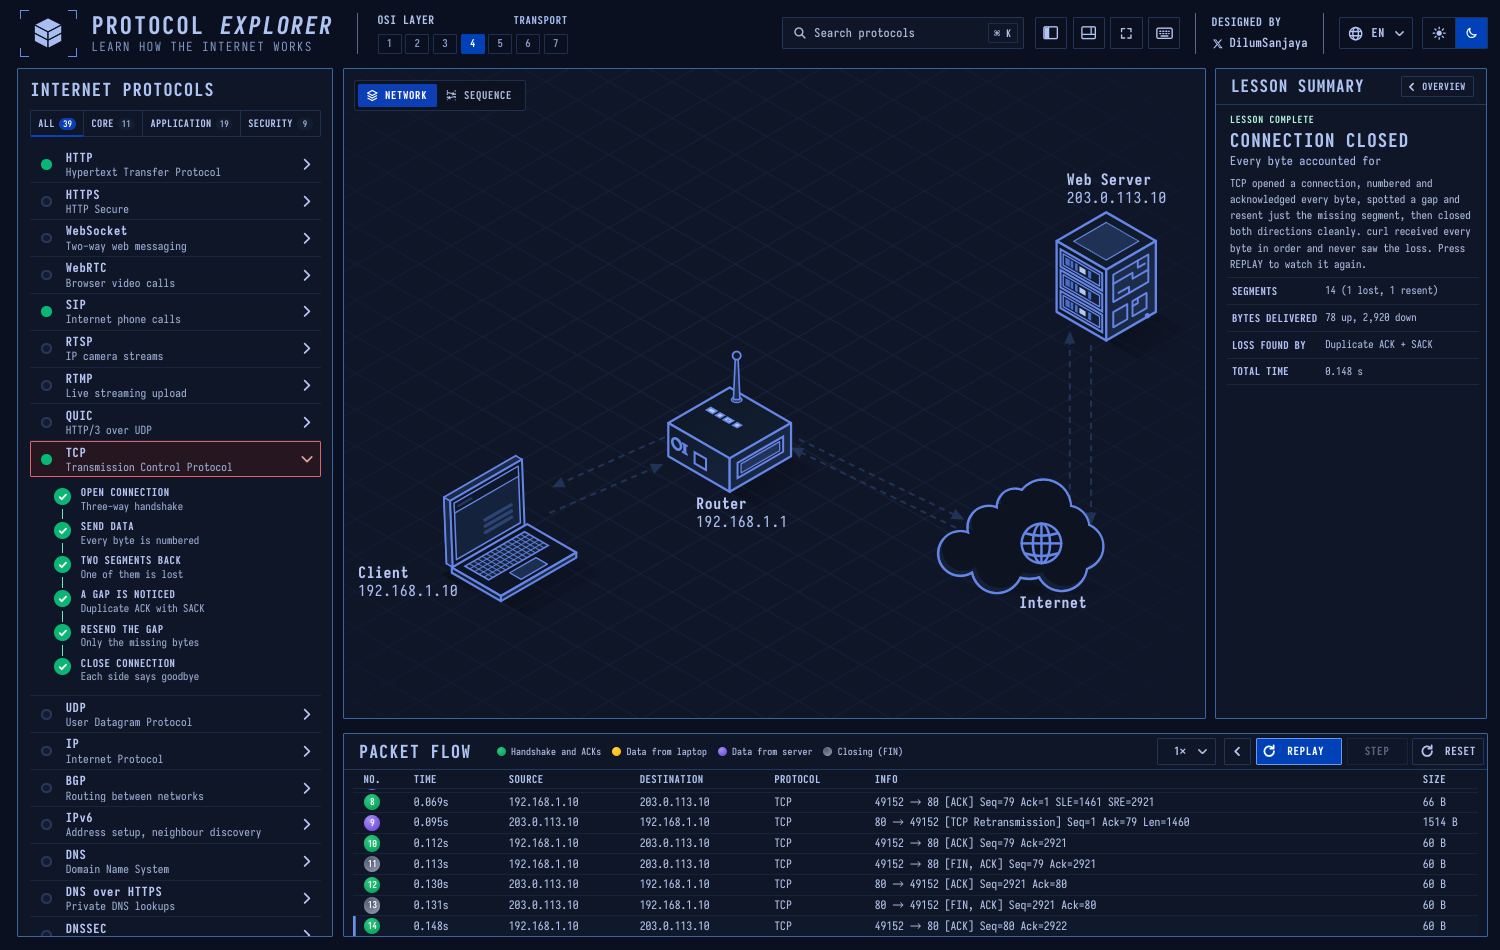 PROTOCOL EXPLORER
LEARN HOW THE INTERNET WORKS
OSI LAYER TRANSPORT
1 2 3 4 5 6 7
Search protocols ⌘ K
DESIGNED BY
DilumSanjaya
EN
INTERNET PROTOCOLS
ALL 39 CORE 11 APPLICATION 19 SECURITY 9
HTTP
Hypertext Transfer Protocol
HTTPS
HTTP Secure
WebSocket
Two-way web messaging
WebRTC
Browser video calls
SIP
Internet phone calls
RTSP
IP camera streams
RTMP
Live streaming upload
QUIC
HTTP/3 over UDP
TCP
Transmission Control Protocol
OPEN CONNECTION
Three-way handshake
SEND DATA
Every byte is numbered
TWO SEGMENTS BACK
One of them is lost
A GAP IS NOTICED
Duplicate ACK with SACK
RESEND THE GAP
Only the missing bytes
CLOSE CONNECTION
Each side says goodbye
UDP
User Datagram Protocol
IP
Internet Protocol
BGP
Routing between networks
IPv6
Address setup, neighbour discovery
DNS
Domain Name System
DNS over HTTPS
Private DNS lookups
DNSSEC
NETWORK SEQUENCE
Web Server
203.0.113.10
Router
192.168.1.1
Client
192.168.1.10
Internet
LESSON SUMMARY OVERVIEW
LESSON COMPLETE
CONNECTION CLOSED
Every byte accounted for
TCP opened a connection, numbered and
acknowledged every byte, spotted a gap and
resent just the missing segment, then closed
both directions cleanly. curl received every
byte in order and never saw the loss. Press
REPLAY to watch it again.
SEGMENTS 14 (1 lost, 1 resent)
BYTES DELIVERED 78 up, 2,920 down
LOSS FOUND BY Duplicate ACK + SACK
TOTAL TIME 0.148 s
PACKET FLOW Handshake and ACKs Data from laptop Data from server Closing (FIN) 1× REPLAY STEP RESET
NO. TIME SOURCE DESTINATION PROTOCOL INFO SIZE
8 0.069s 192.168.1.10 203.0.113.10 TCP 49152 → 80 [ACK] Seq=79 Ack=1 SLE=1461 SRE=2921 66 B
9 0.095s 203.0.113.10 192.168.1.10 TCP 80 → 49152 [TCP Retransmission] Seq=1 Ack=79 Len=1460 1514 B
10 0.112s 192.168.1.10 203.0.113.10 TCP 49152 → 80 [ACK] Seq=79 Ack=2921 60 B
11 0.113s 192.168.1.10 203.0.113.10 TCP 49152 → 80 [FIN, ACK] Seq=79 Ack=2921 60 B
12 0.130s 203.0.113.10 192.168.1.10 TCP 80 → 49152 [ACK] Seq=2921 Ack=80 60 B
13 0.131s 203.0.113.10 192.168.1.10 TCP 80 → 49152 [FIN, ACK] Seq=2921 Ack=80 60 B
14 0.148s 192.168.1.10 203.0.113.10 TCP 49152 → 80 [ACK] Seq=80 Ack=2922 60 B